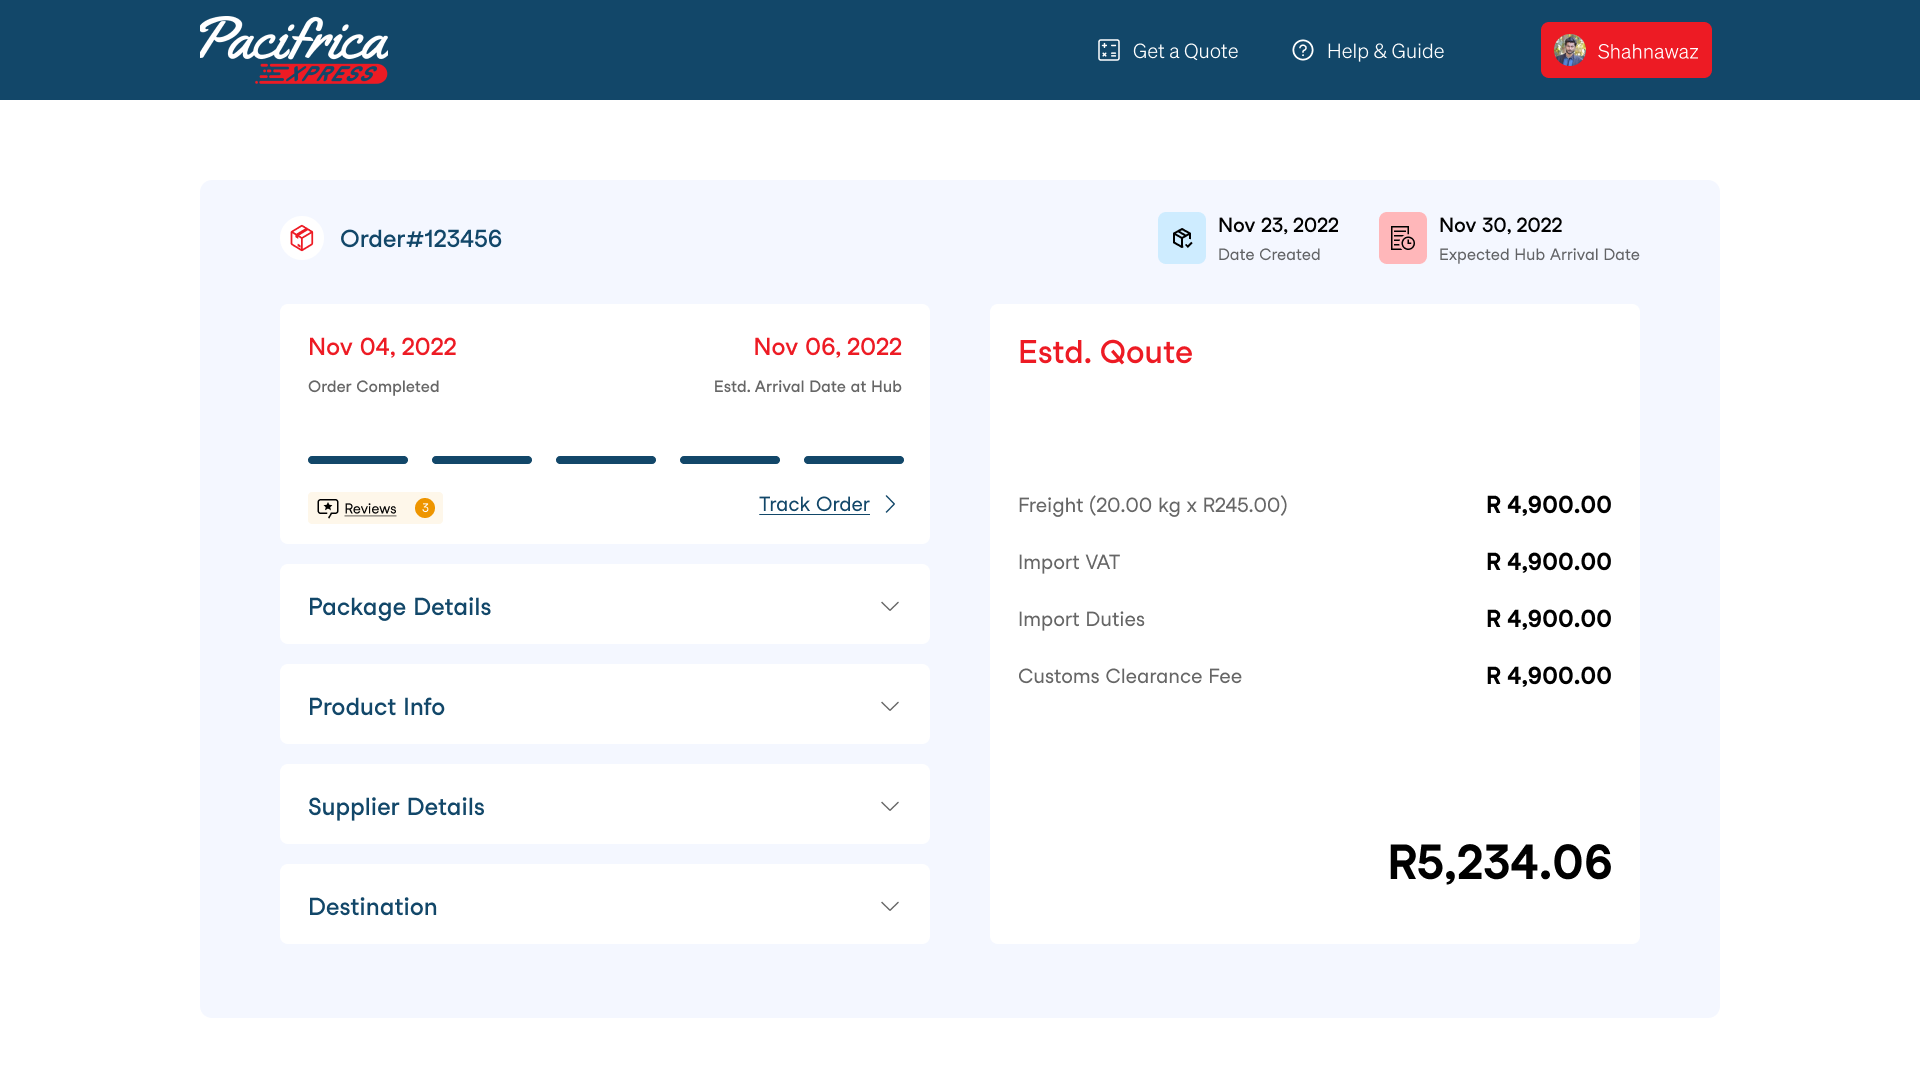 Pacifrica
XPRESS
Get a Quote
Help & Guide
Shahnawaz
Order#123456
Nov 23, 2022
Date Created
Nov 30, 2022
Expected Hub Arrival Date
Nov 04, 2022
Order Completed
Nov 06, 2022
Estd. Arrival Date at Hub
Reviews 3
Track Order
Package Details
Product Info
Supplier Details
Destination
Estd. Qoute
Freight (20.00 kg x R245.00) R 4,900.00
Import VAT R 4,900.00
Import Duties R 4,900.00
Customs Clearance Fee R 4,900.00
R5,234.06